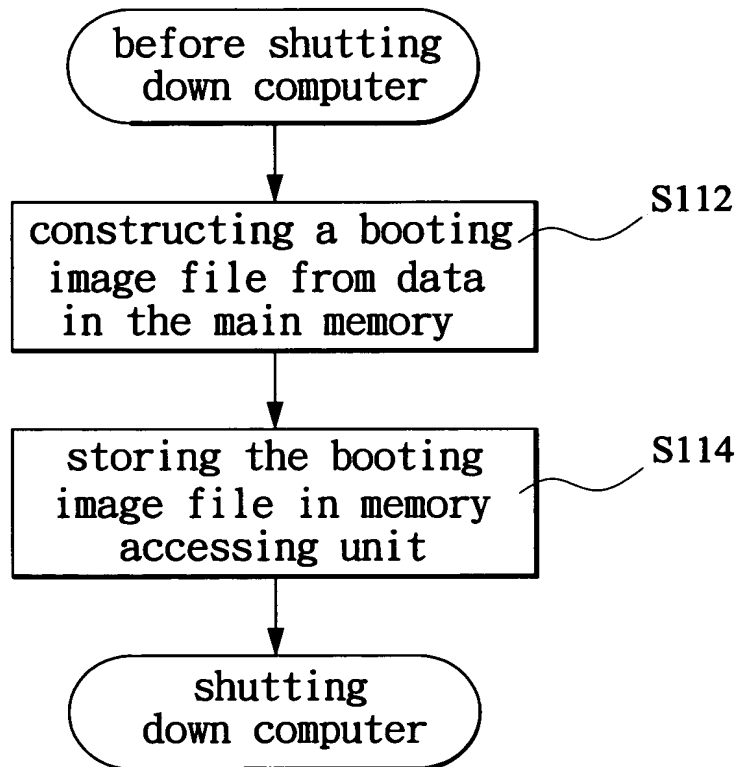 before shutting
down computer
S112
constructing a booting
image file from data
in the main memory
S114
storing the booting
image file in memory
accessing unit
shutting
down computer